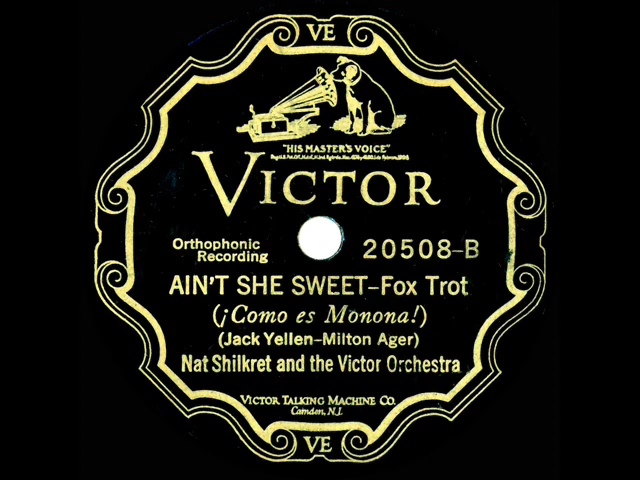 VE
"HIS MASTER'S VOICE"
VICTOR
Orthophonic
Recording
20508-B
AIN'T SHE SWEET-Fox Trot
(¡Como es Monona!)
(Jack Yellen-Milton Ager)
Nat Shilkret and the Victor Orchestra
VICTOR TALKING MACHINE CO.
Camden, N.J.
VE